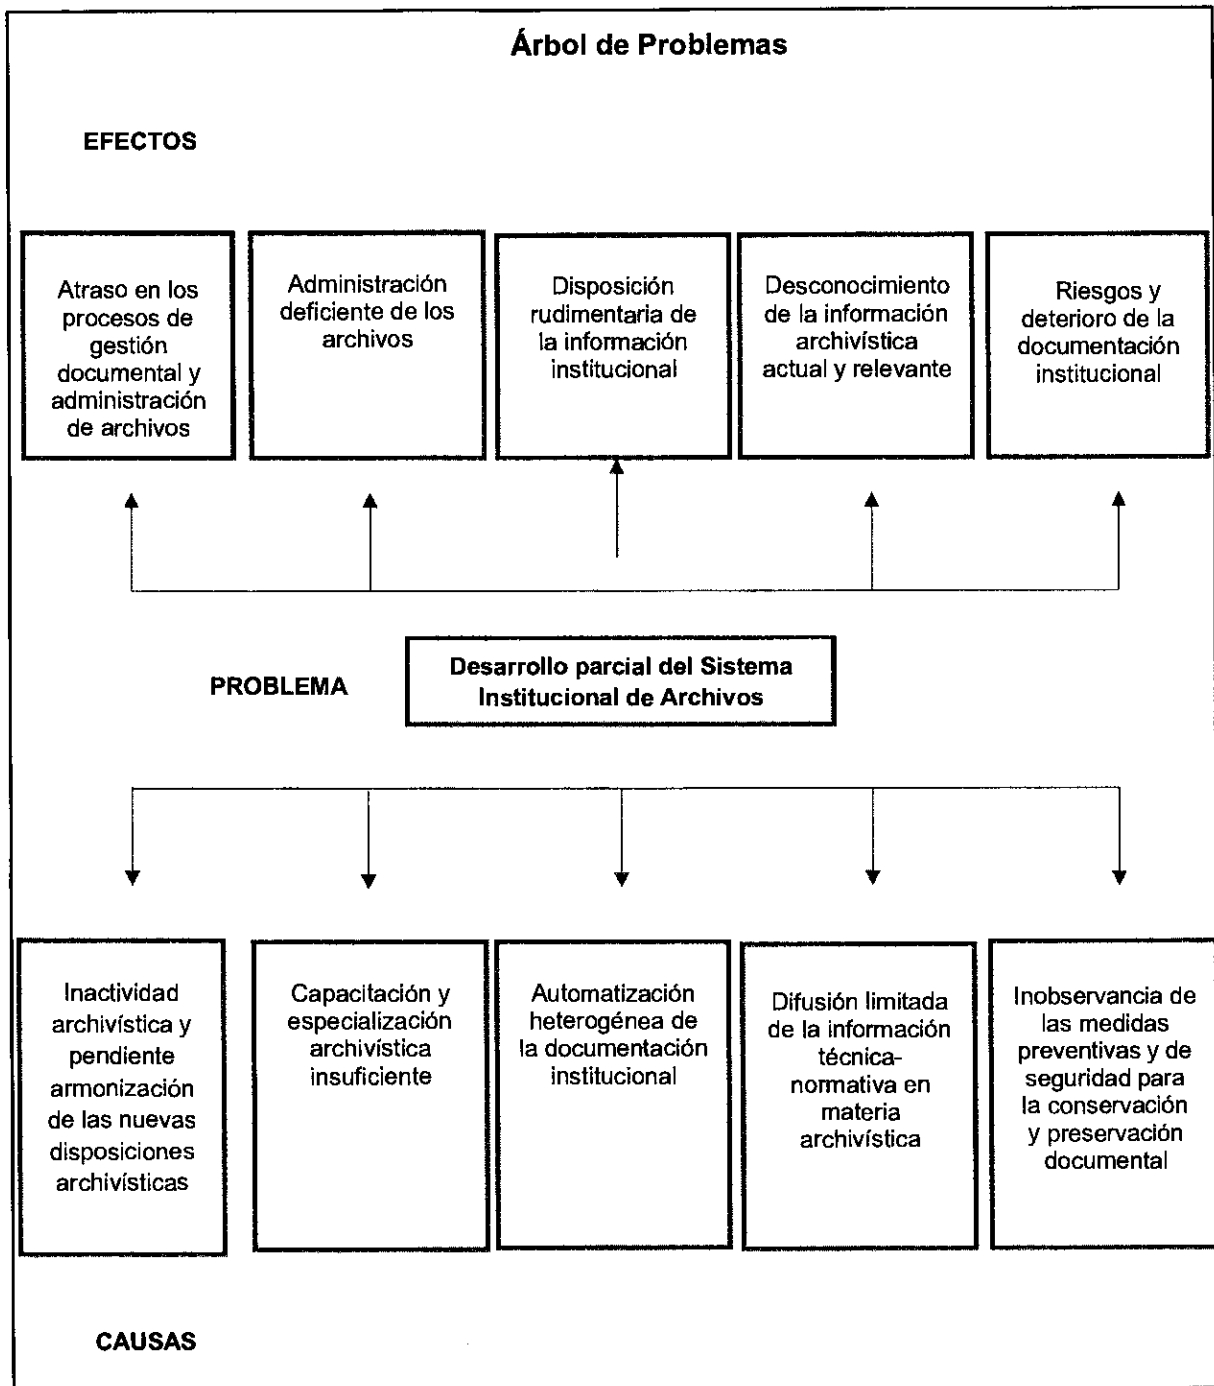 Árbol de Problemas
EFECTOS
Atraso en los
procesos de
gestión
documental y
administración
de archivos
Administración
deficiente de los
archivos
Disposición
rudimentaria de
la información
institucional
Desconocimiento
de la información
archivística
actual y relevante
Riesgos y
deterioro de la
documentación
institucional
PROBLEMA
Desarrollo parcial del Sistema
Institucional de Archivos
Inactividad
archivística y
pendiente
armonización
de las nuevas
disposiciones
archivísticas
Capacitación y
especialización
archivística
insuficiente
Automatización
heterogénea de
la documentación
institucional
Difusión limitada
de la información
técnica-
normativa en
materia
archivística
Inobservancia de
las medidas
preventivas y de
seguridad para
la conservación
y preservación
documental
CAUSAS